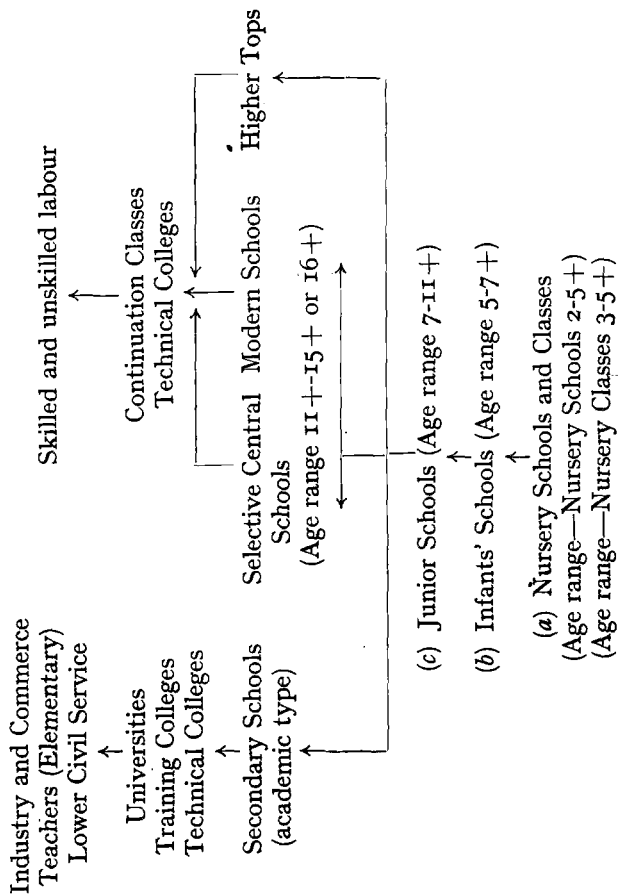 Industry and Commerce
Teachers (Elementary)
Lower Civil Service
Universities
Training Colleges
Technical Colleges
Secondary Schools
(academic type)
Skilled and unskilled labour
Continuation Classes
Technical Colleges
Selective Central
Schools
Modern Schools
(Age range 11+-15+ or 16+)
Higher Tops
(c) Junior Schools (Age range 7-11+)
(b) Infants' Schools (Age range 5-7+)
(a) Nursery Schools and Classes
(Age range—Nursery Schools 2-5+)
(Age range—Nursery Classes 3-5+)